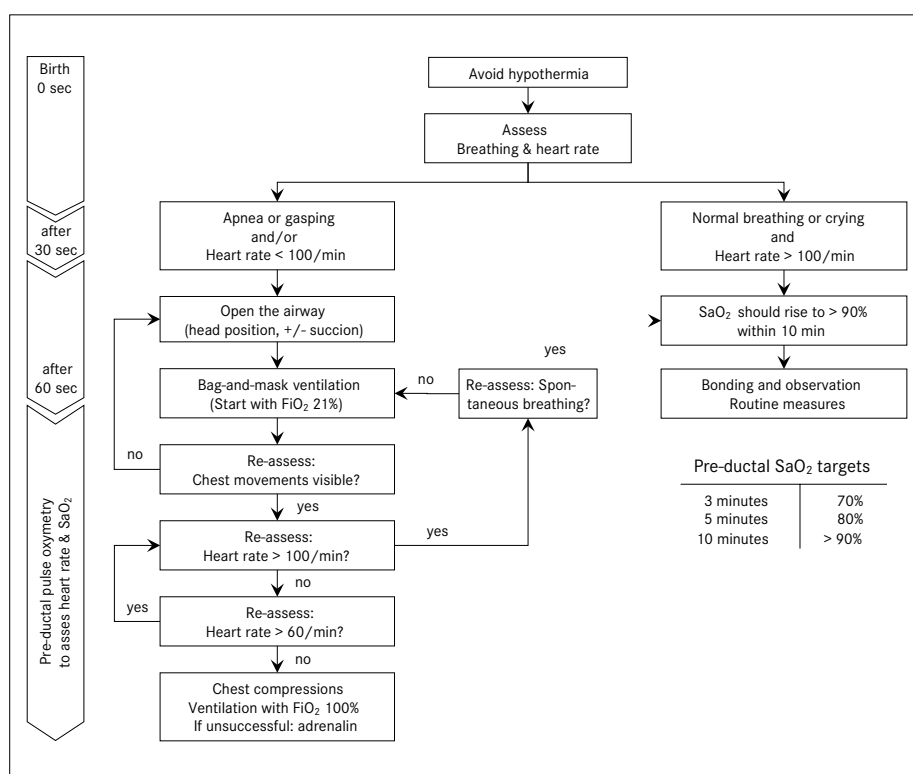 Birth
0 sec
after
30 sec
after
60 sec
Pre-ductal pulse oxymetry
to asses heart rate & SaO₂
Avoid hypothermia
Assess
Breathing & heart rate
Apnea or gasping
and/or
Heart rate < 100/min
Normal breathing or crying
and
Heart rate > 100/min
Open the airway
(head position, +/- succion)
SaO₂ should rise to > 90%
within 10 min
yes
Bag-and-mask ventilation
(Start with FiO₂ 21%)
no
Re-assess: Spon-
taneous breathing?
Bonding and observation
Routine measures
no
Re-assess:
Chest movements visible?
yes
Re-assess:
Heart rate > 100/min?
yes
no
yes
Re-assess:
Heart rate > 60/min?
no
Chest compressions
Ventilation with FiO₂ 100%
If unsuccessful: adrenalin
Pre-ductal SaO₂ targets
3 minutes 70%
5 minutes 80%
10 minutes > 90%